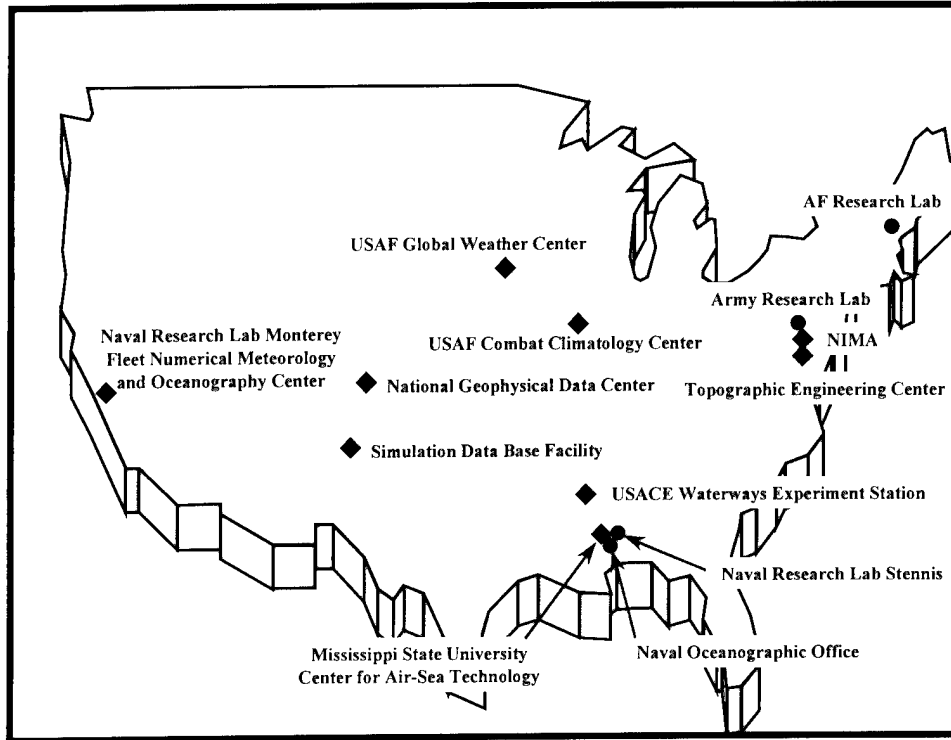 AF Research Lab
USAF Global Weather Center
Army Research Lab
Naval Research Lab Monterey
Fleet Numerical Meteorology
and Oceanography Center
USAF Combat Climatology Center
NIMA
National Geophysical Data Center
Topographic Engineering Center
Simulation Data Base Facility
USACE Waterways Experiment Station
Naval Research Lab Stennis
Mississippi State University
Center for Air-Sea Technology
Naval Oceanographic Office